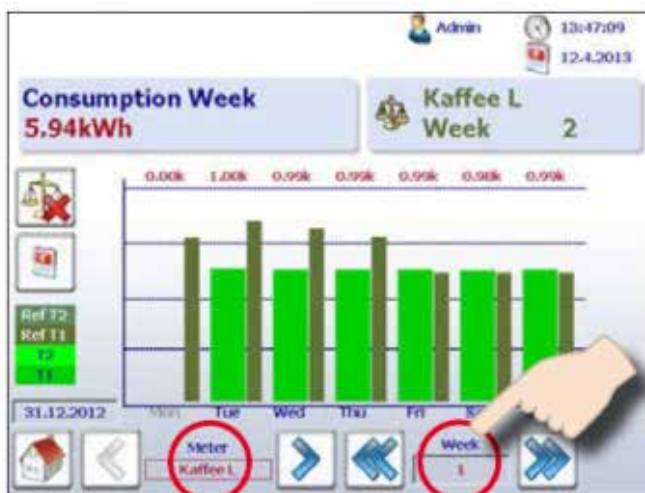 Admin
13:47:09
12.4.2013
Consumption Week
5.94kWh
Kaffee L
Week 2
0.00k 1.00k 0.99k 0.99k 0.99k 0.98k 0.99k
Ref T2
Ref T1
T2
T1
31.12.2012
Mon Tue Wed Thu Fri
Meter
Kaffee L
Week
1